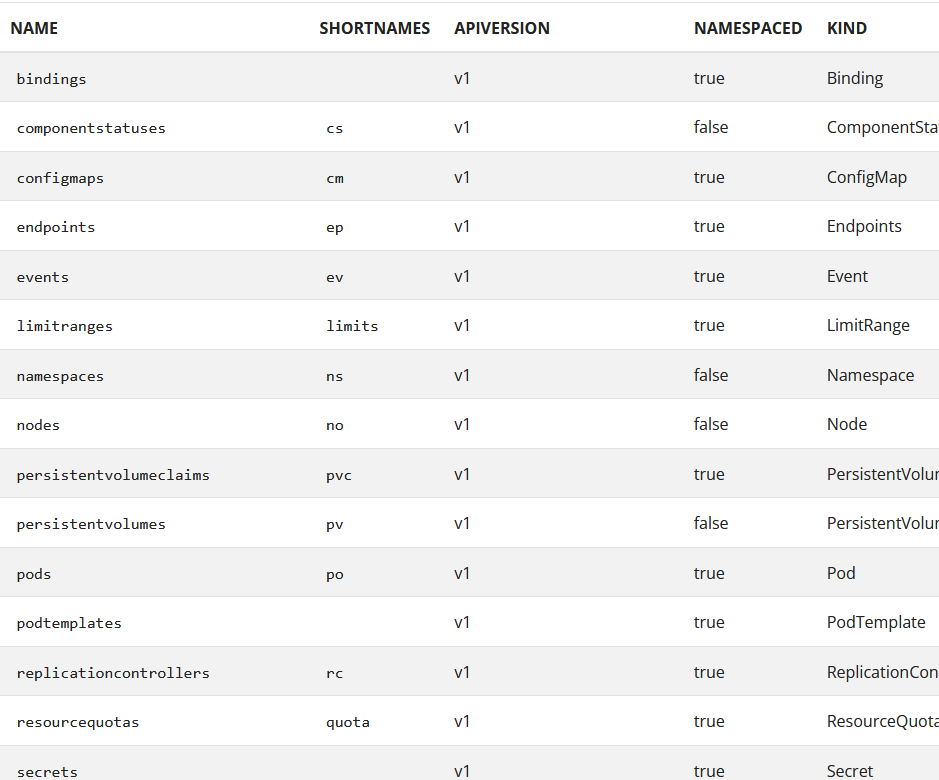 NAME SHORTNAMES APIVERSION NAMESPACED KIND
bindings v1 true Binding
componentstatuses cs v1 false ComponentSta
configmaps cm v1 true ConfigMap
endpoints ep v1 true Endpoints
events ev v1 true Event
limitranges limits v1 true LimitRange
namespaces ns v1 false Namespace
nodes no v1 false Node
persistentvolumeclaims pvc v1 true PersistentVolu
persistentvolumes pv v1 false PersistentVolu
pods po v1 true Pod
podtemplates v1 true PodTemplate
replicationcontrollers rc v1 true ReplicationCon
resourcequotas quota v1 true ResourceQuota
secrets v1 true Secret